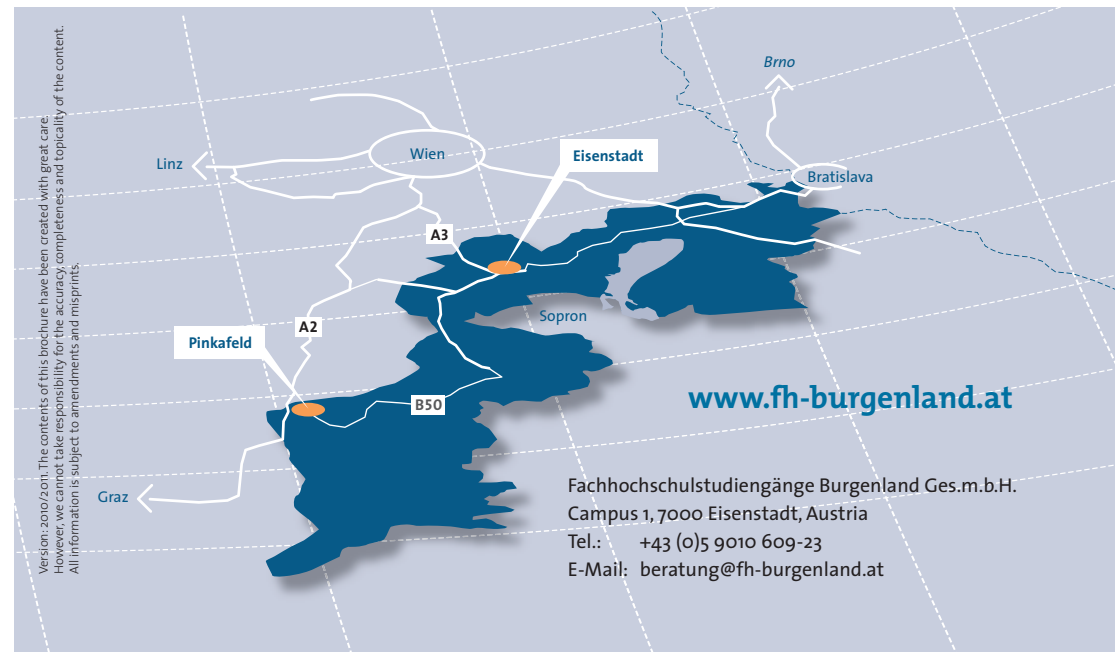 Brno
Linz
Wien
Eisenstadt
Bratislava
A3
Sopron
A2
Pinkafeld
B50
www.fh-burgenland.at
Graz
Fachhochschulstudiengänge Burgenland Ges.m.b.H.
Campus 1, 7000 Eisenstadt, Austria
Tel.: +43 (0)5 9010 609-23
E-Mail: beratung@fh-burgenland.at
Version: 2010/2011. The contents of this brochure have been created with great care.
However, we cannot take responsibility for the accuracy, completeness and topicality of the content.
All information is subject to amendments and misprints.